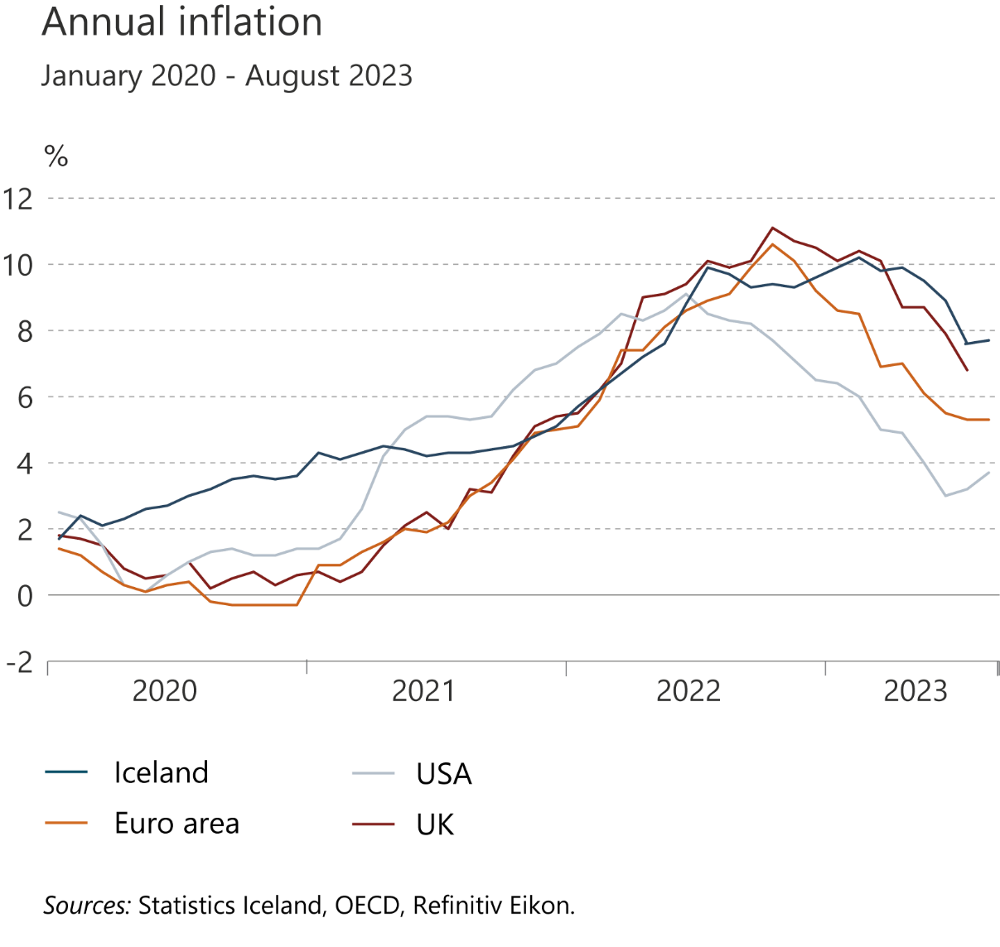 Annual inflation
January 2020 - August 2023
%
12
10
8
6
4
2
0
-2
2020 2021 2022 2023
Iceland USA
Euro area UK
Sources: Statistics Iceland, OECD, Refinitiv Eikon.